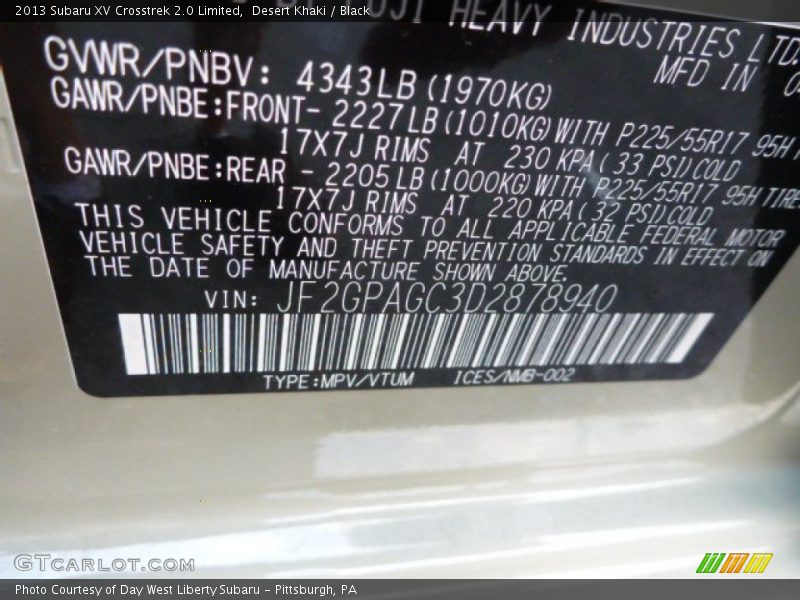 2013 Subaru XV Crosstrek 2.0 Limited, Desert Khaki / Black
HEAVY INDUSTRIES LTD.
MFD IN
GVWR/PNBV: 4343LB (1970KG)
GAWR/PNBE:FRONT- 2227LB (1010KG) WITH P225/55R17 95H
17X7J RIMS AT 230 KPA ( 33 PSI) COLD
GAWR/PNBE:REAR - 2205LB (1000KG) WITH P225/55R17 95H TIRE
17X7J RIMS AT 220 KPA ( 32 PSI) COLD
THIS VEHICLE CONFORMS TO ALL APPLICABLE FEDERAL MOTOR
VEHICLE SAFETY AND THEFT PREVENTION STANDARDS IN EFFECT ON
THE DATE OF MANUFACTURE SHOWN ABOVE.
VIN: JF2GPAGC3D2878940
TYPE:MPV/VTUM ICES/NMB-002
GTCarLot.com
Photo Courtesy of Day West Liberty Subaru - Pittsburgh, PA